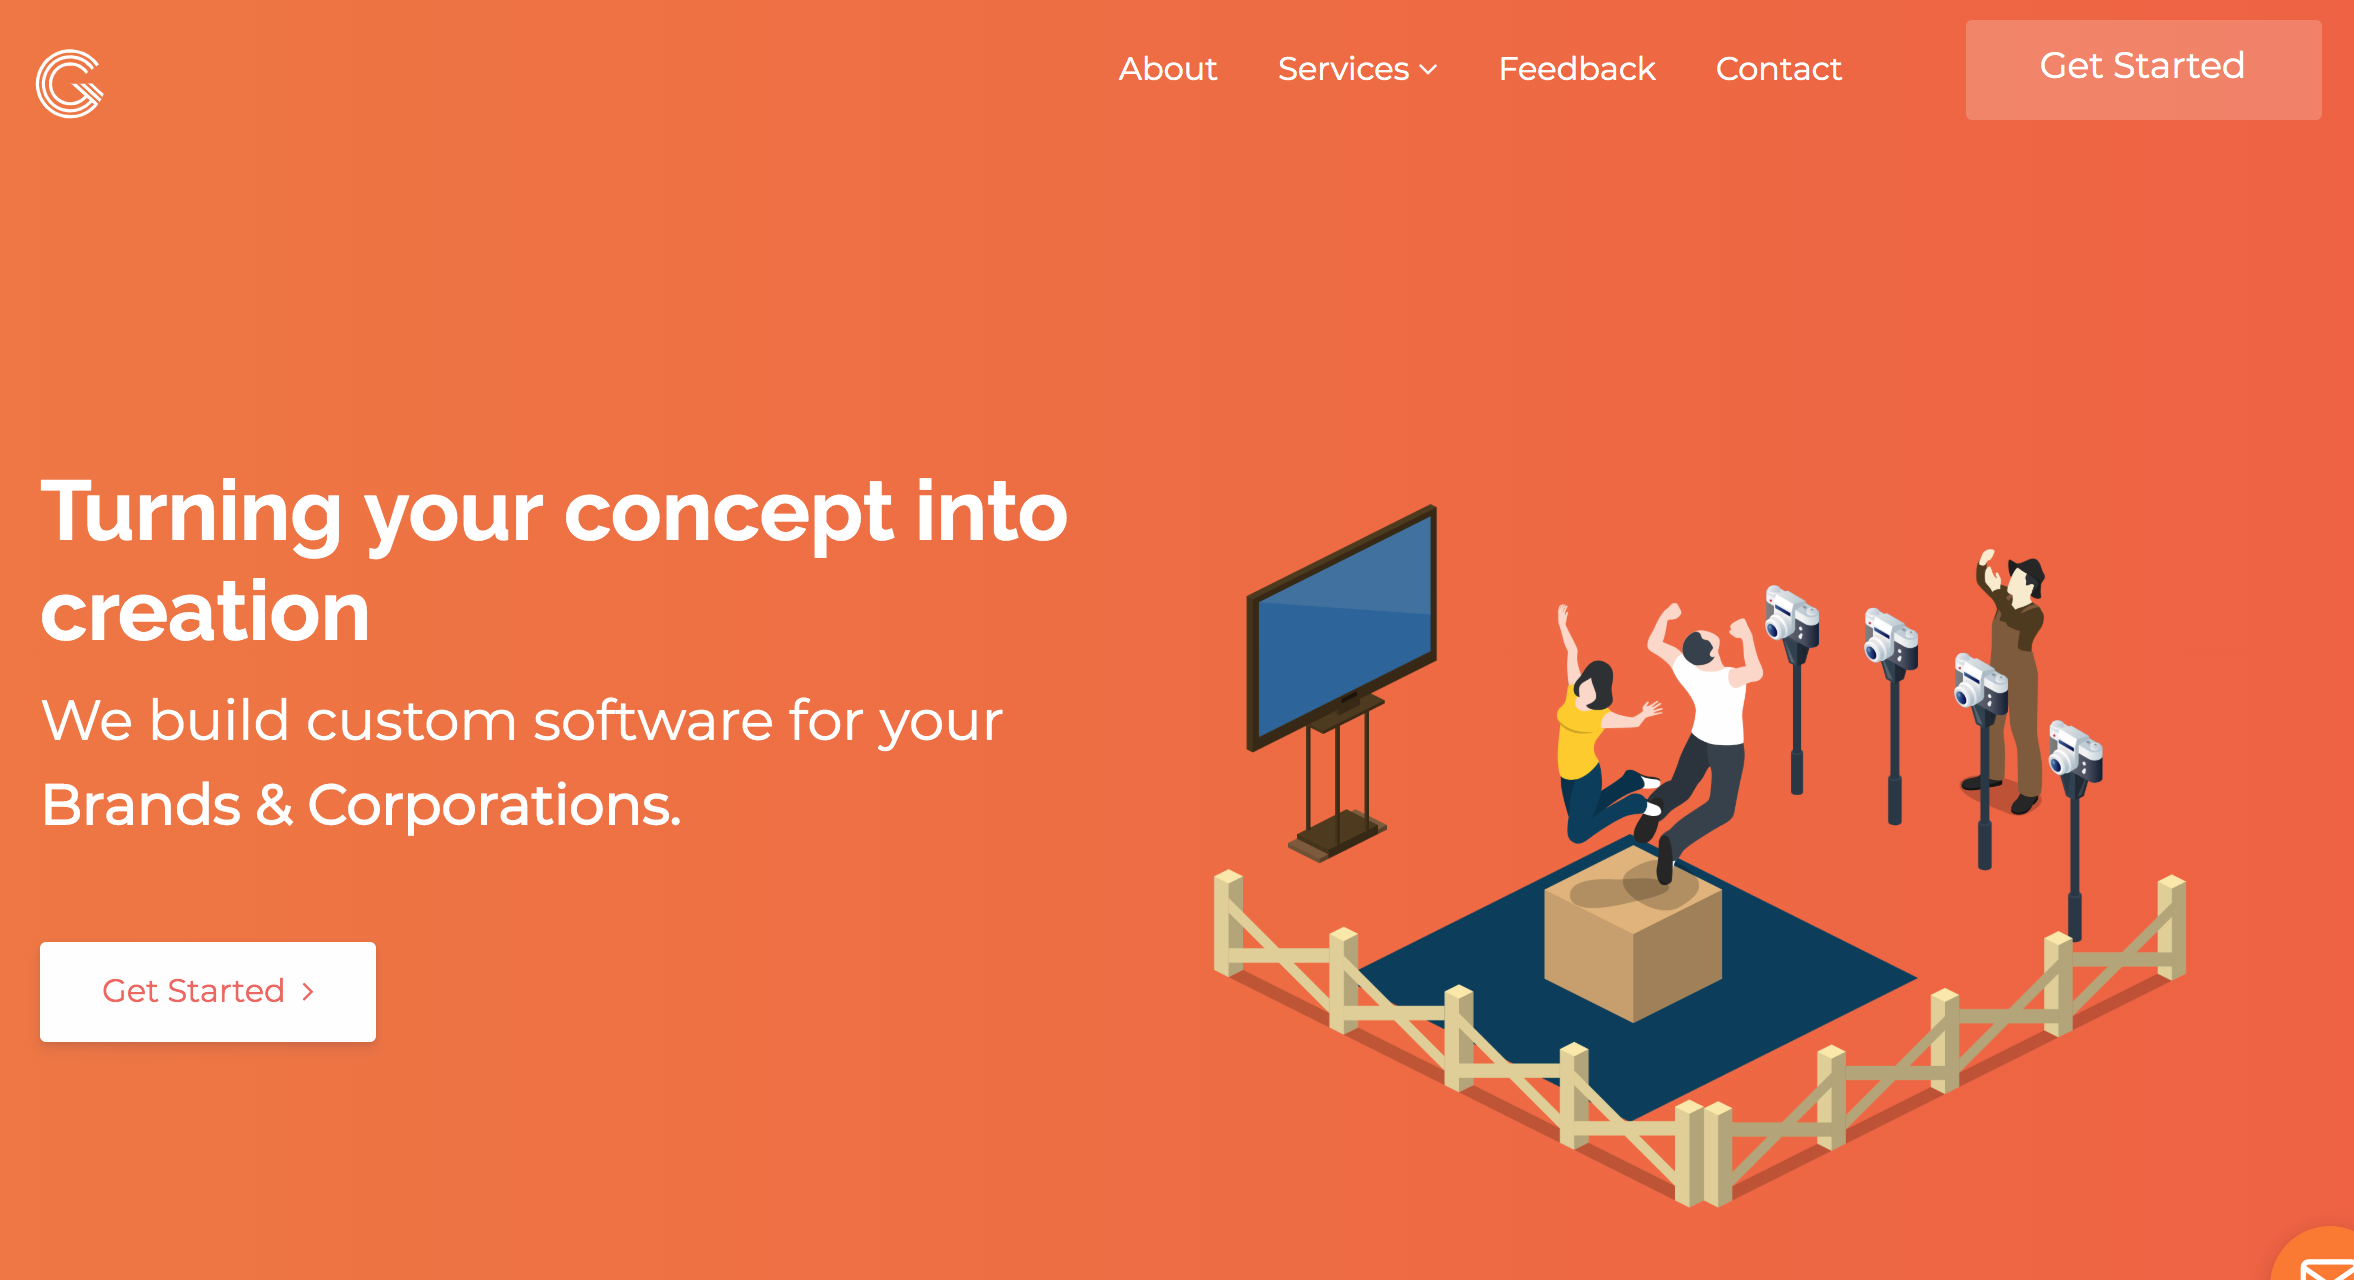 About
Services
Feedback
Contact
Get Started
Turning your concept into
creation
We build custom software for your
Brands & Corporations.
Get Started